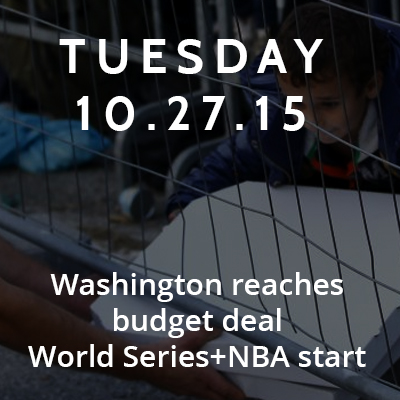 TUESDAY
10.27.15
Washington reaches
budget deal
World Series+NBA start